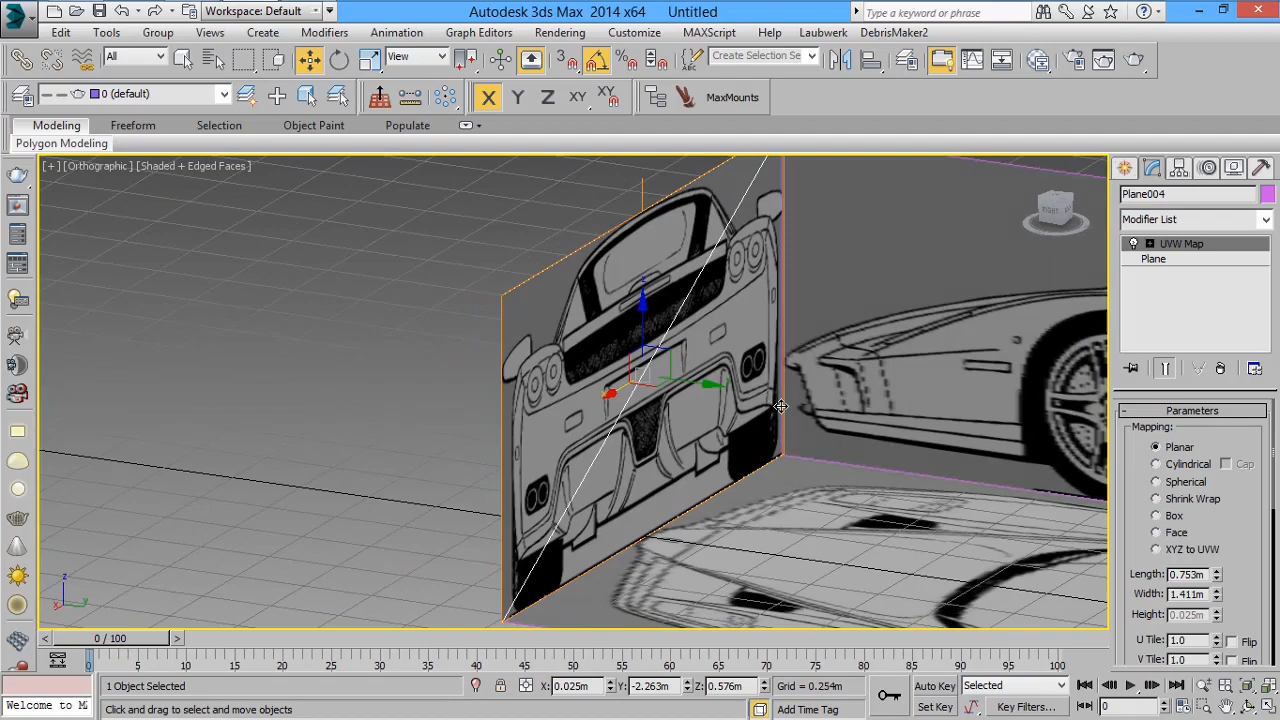 Workspace: Default
Autodesk 3ds Max 2014 x64 Untitled
Type a keyword or phrase
Edit Tools Group Views Create Modifiers Animation Graph Editors Rendering Customize MAXScript Help Laubwerk DebrisMaker2
All View 3 Create Selection Se
0 (default) X Y Z XY XY MaxMounts
Modeling Freeform Selection Object Paint Populate
Polygon Modeling
[+] [Orthographic] [Shaded + Edged Faces]
Plane004
RIGHT
Modifier List
UVW Map
Plane
Parameters
Mapping:
Planar
Cylindrical Cap
Spherical
Shrink Wrap
Box
Face
XYZ to UVW
Length: 0.753m
Width: 1.411m
Height: 0.025m
U Tile: 1.0 Flip
V Tile: 1.0 Flip
z
x y
0 / 100
0 5 10 15 20 25 30 35 40 45 50 55 60 65 70 75 80 85 90 95 100
1 Object Selected X: 0.025m Y: -2.263m Z: 0.576m Grid = 0.254m Auto Key Selected
Welcome to M Click and drag to select and move objects Add Time Tag Set Key Key Filters... 0